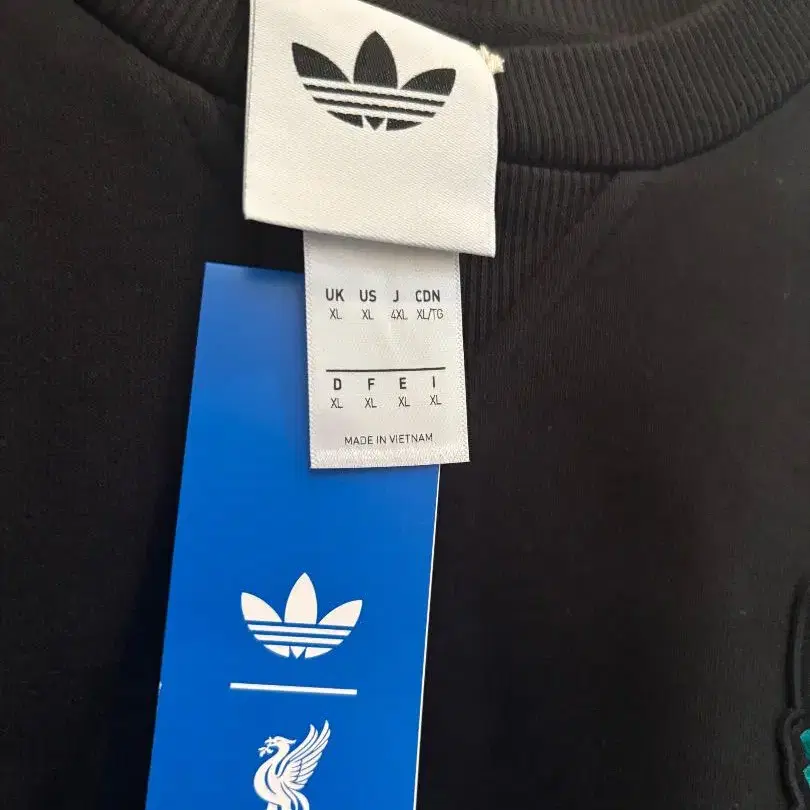 UK US J CDN
XL XL 4XL XL/TG
D F E I
XL XL XL XL
MADE IN VIETNAM